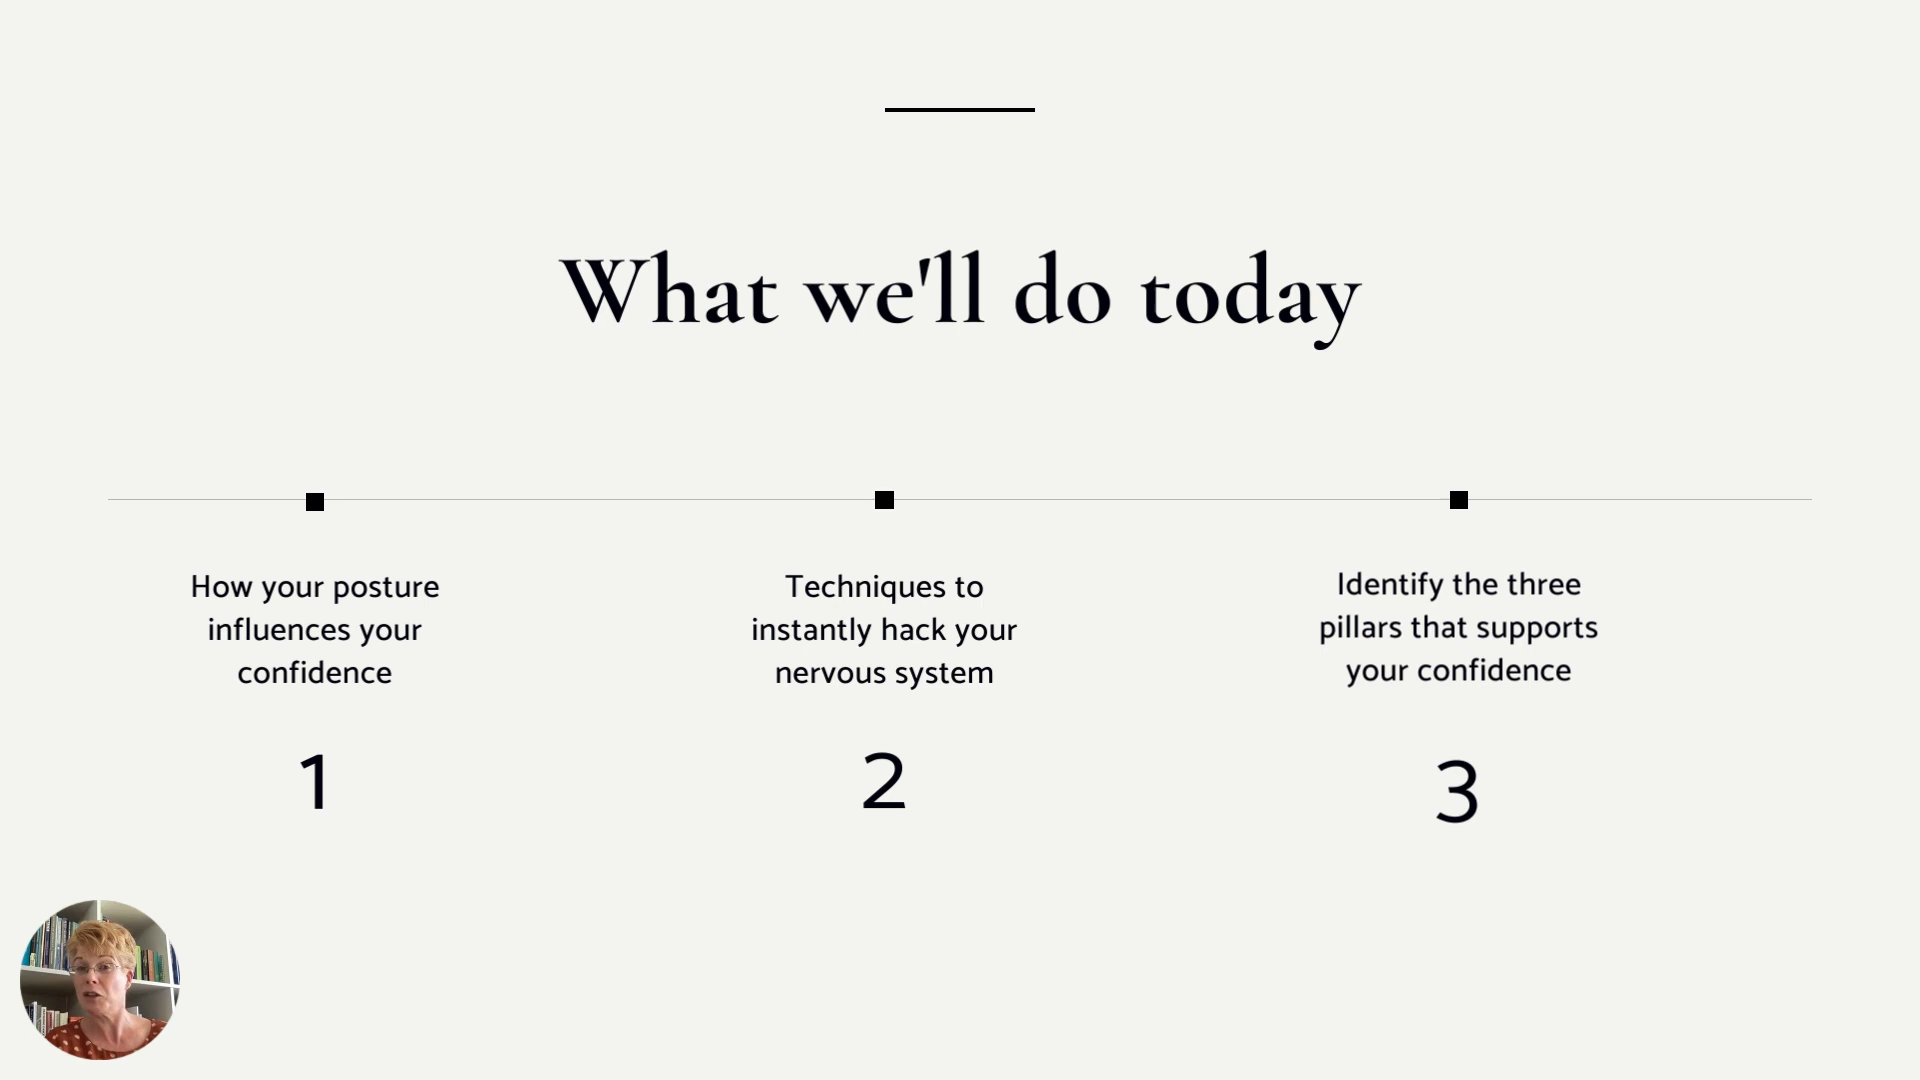 What we'll do today
How your posture
influences your
confidence
1
Techniques to
instantly hack your
nervous system
2
Identify the three
pillars that supports
your confidence
3